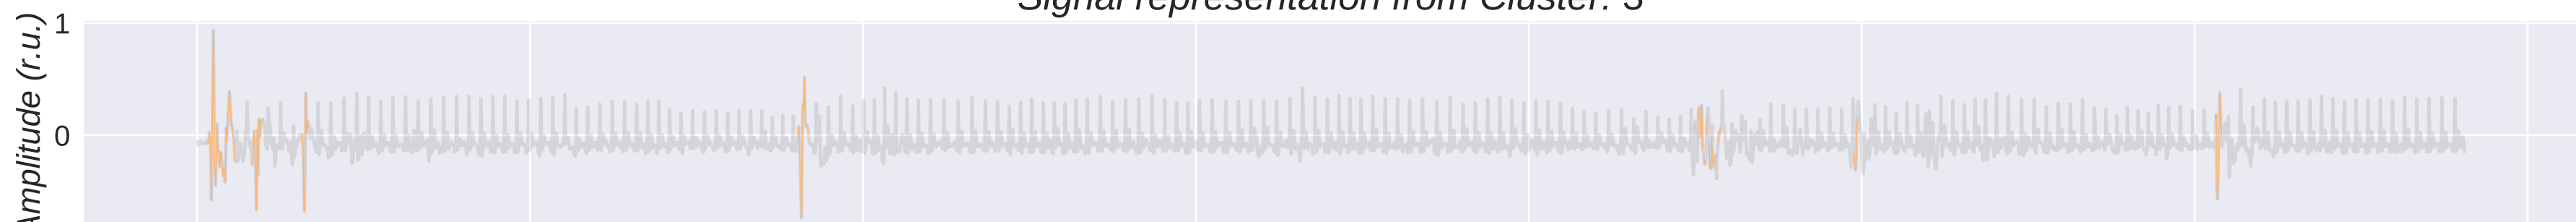 Signal representation from Cluster: 3
Amplitude (r.u.)
1
0